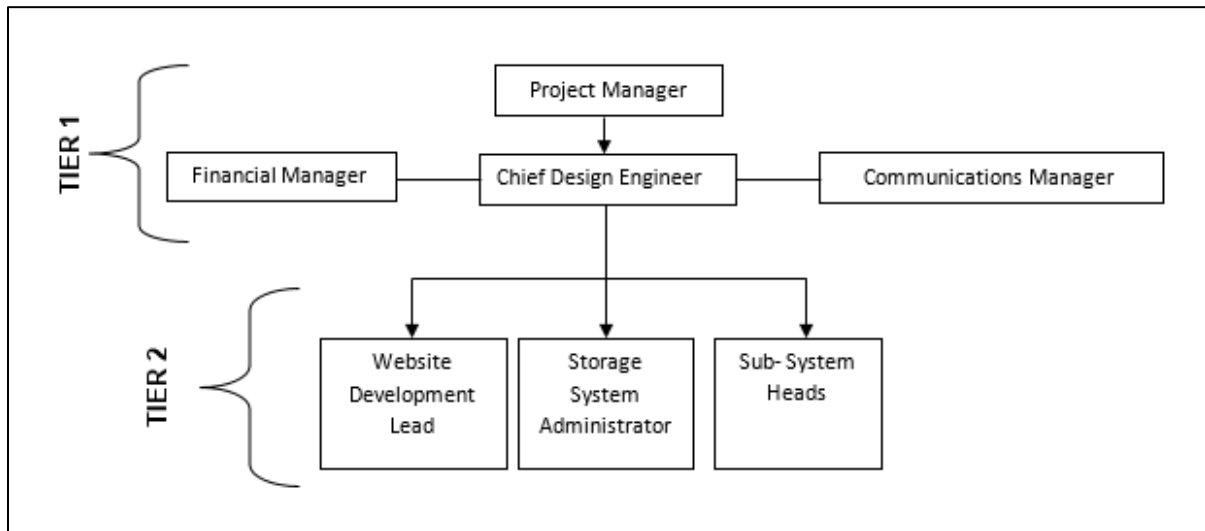 TIER 1
Project Manager
Financial Manager
Chief Design Engineer
Communications Manager
TIER 2
Website
Development
Lead
Storage
System
Administrator
Sub- System
Heads